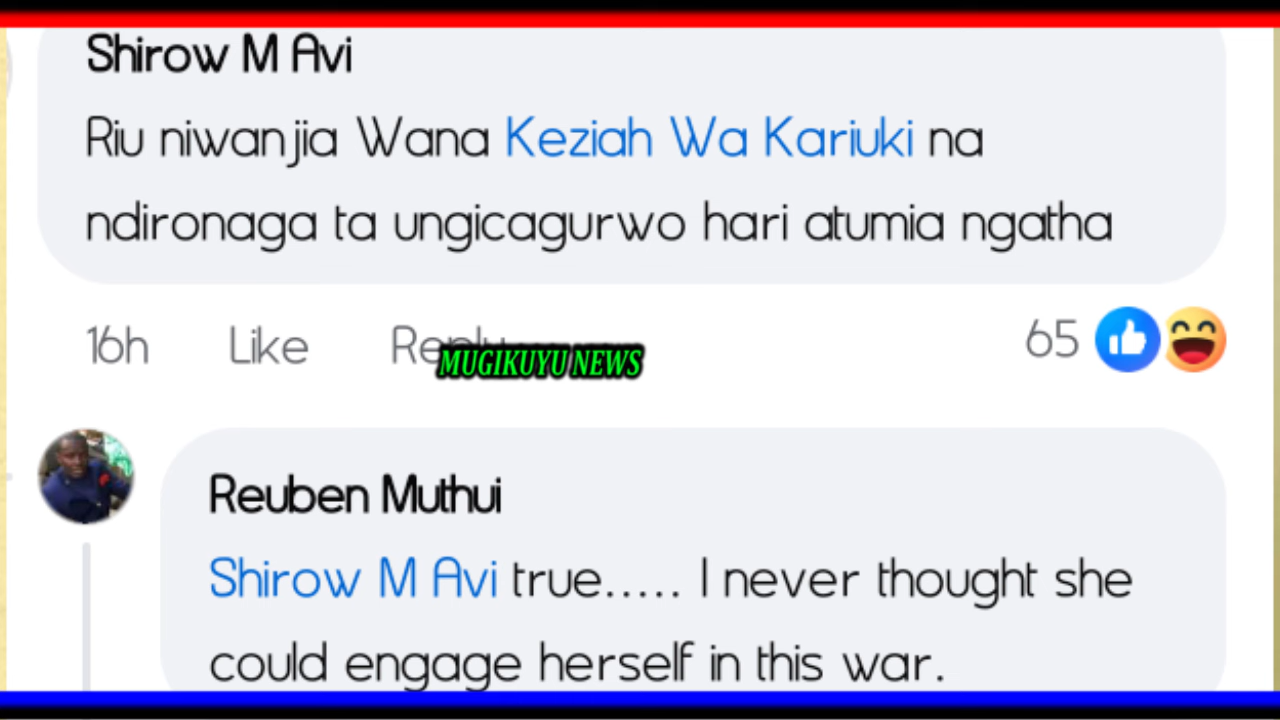 Shirow M Avi
Riu niwanjia Wana Keziah Wa Kariuki na
ndironaga ta ungicagurwo hari atumia ngatha
16h Like Reply 65
MUGIKUYU NEWS
Reuben Muthui
Shirow M Avi true..... I never thought she
could engage herself in this war.